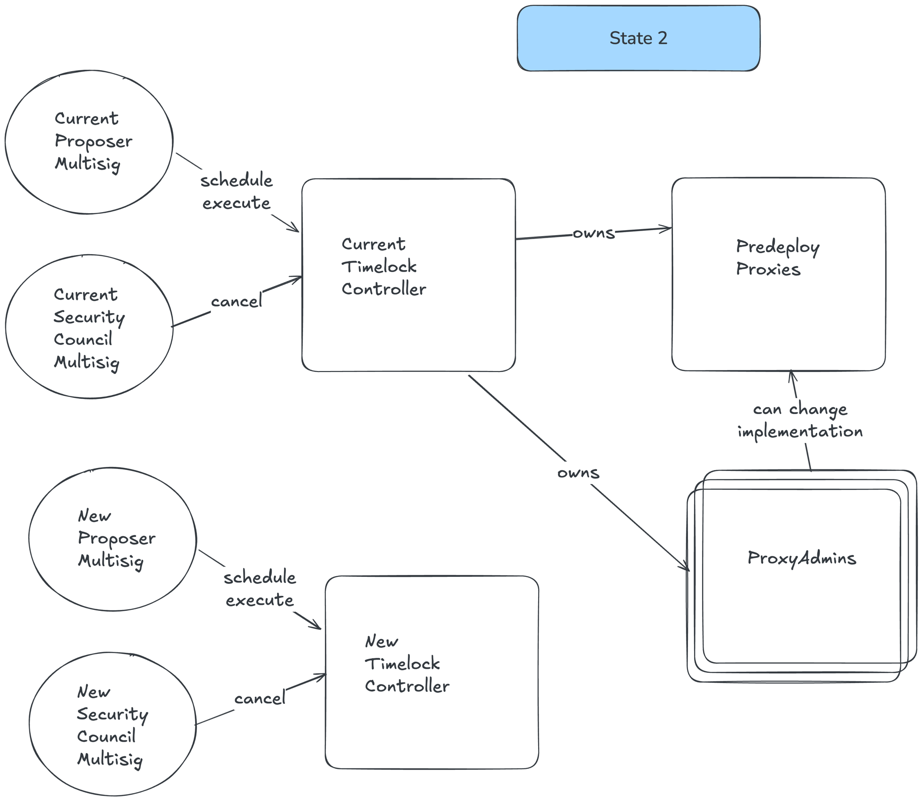 State 2
Current
Proposer
Multisig
schedule
execute
Current
Security
Council
Multisig
cancel
Current
Timelock
Controller
owns
Predeploy
Proxies
can change
implementation
owns
ProxyAdmins
New
Proposer
Multisig
schedule
execute
New
Security
Council
Multisig
cancel
New
Timelock
Controller